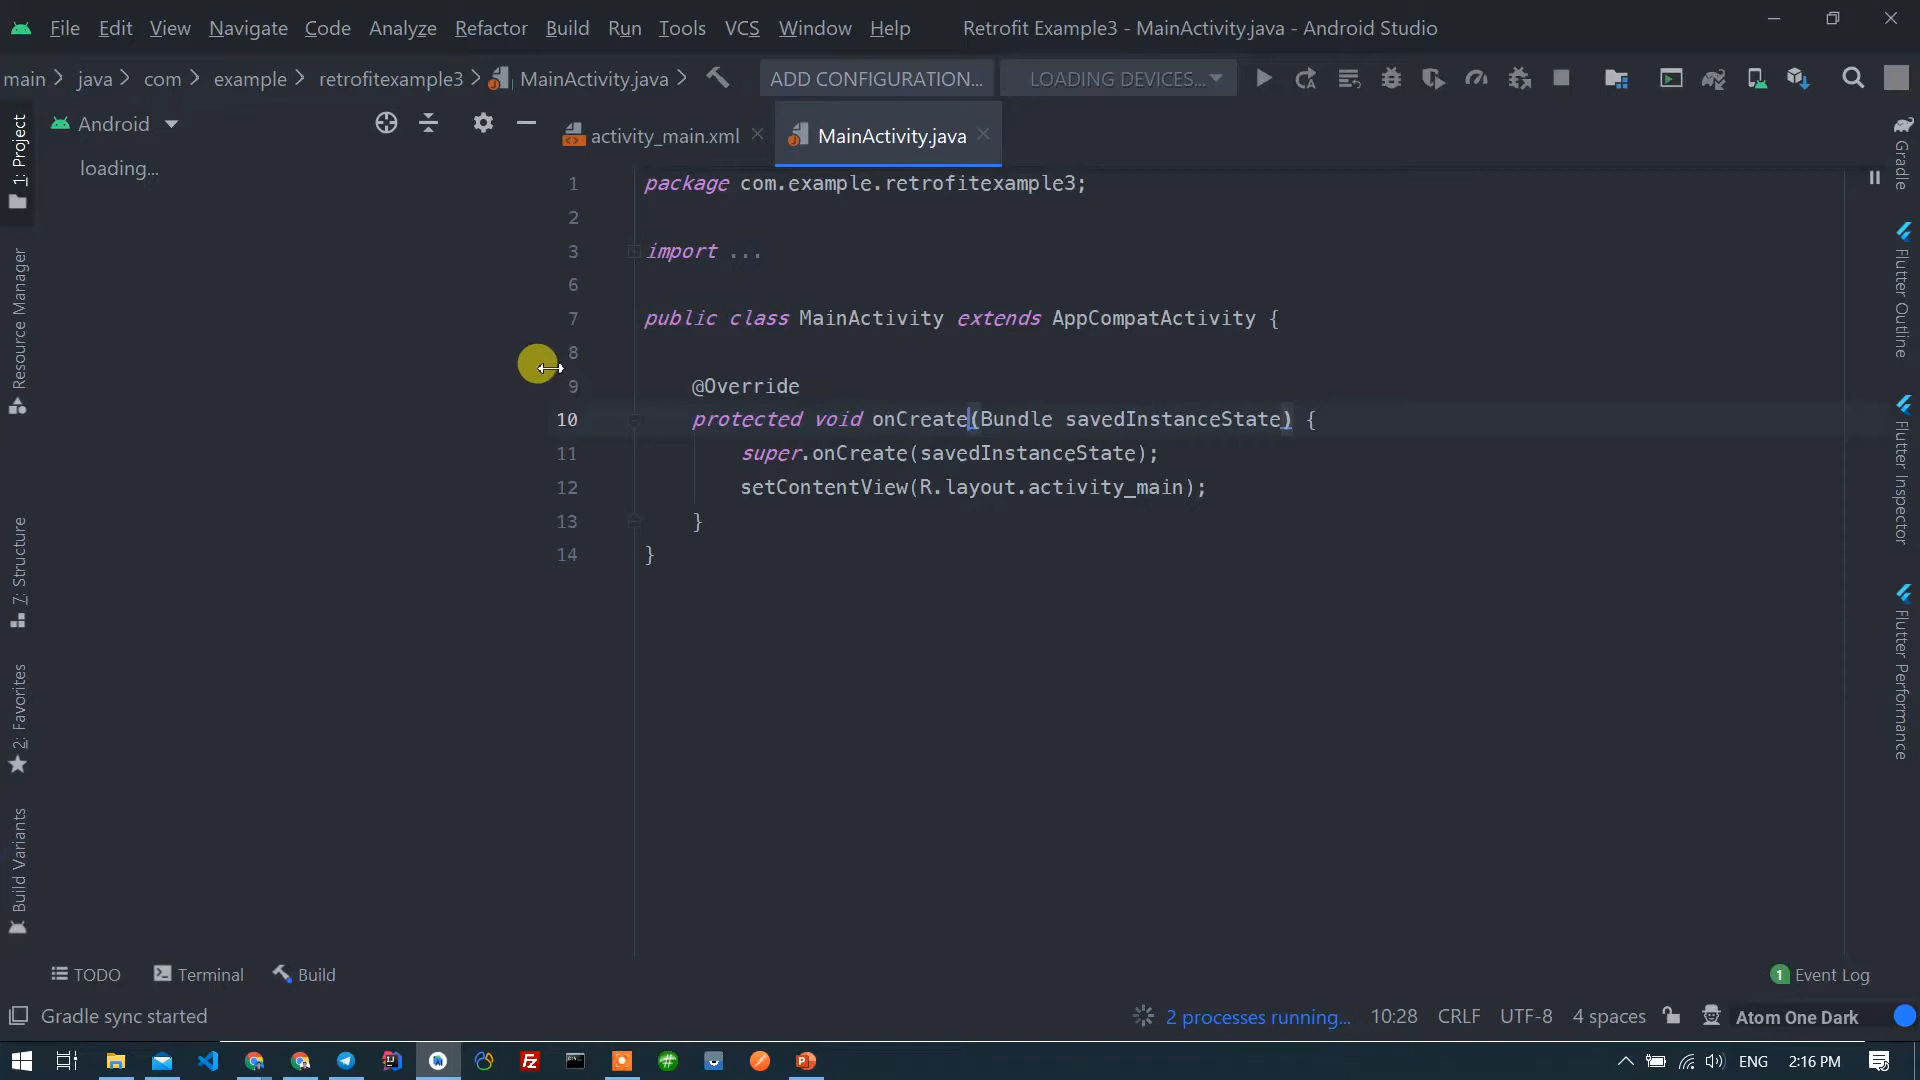 File Edit View Navigate Code Analyze Refactor Build Run Tools VCS Window Help Retrofit Example3 - MainActivity.java - Android Studio
main java com example retrofitexample3 MainActivity.java ADD CONFIGURATION... LOADING DEVICES...
Android
loading...
activity_main.xml MainActivity.java
1 package com.example.retrofitexample3;
2
3 import ...
6
7 public class MainActivity extends AppCompatActivity {
8
9 @Override
10 protected void onCreate(Bundle savedInstanceState) {
11 super.onCreate(savedInstanceState);
12 setContentView(R.layout.activity_main);
13 }
14 }
1: Project
Resource Manager
7: Structure
2: Favorites
Build Variants
Gradle
Flutter Outline
Flutter Inspector
Flutter Performance
TODO Terminal Build 1 Event Log
Gradle sync started 2 processes running... 10:28 CRLF UTF-8 4 spaces Atom One Dark
ENG 2:16 PM